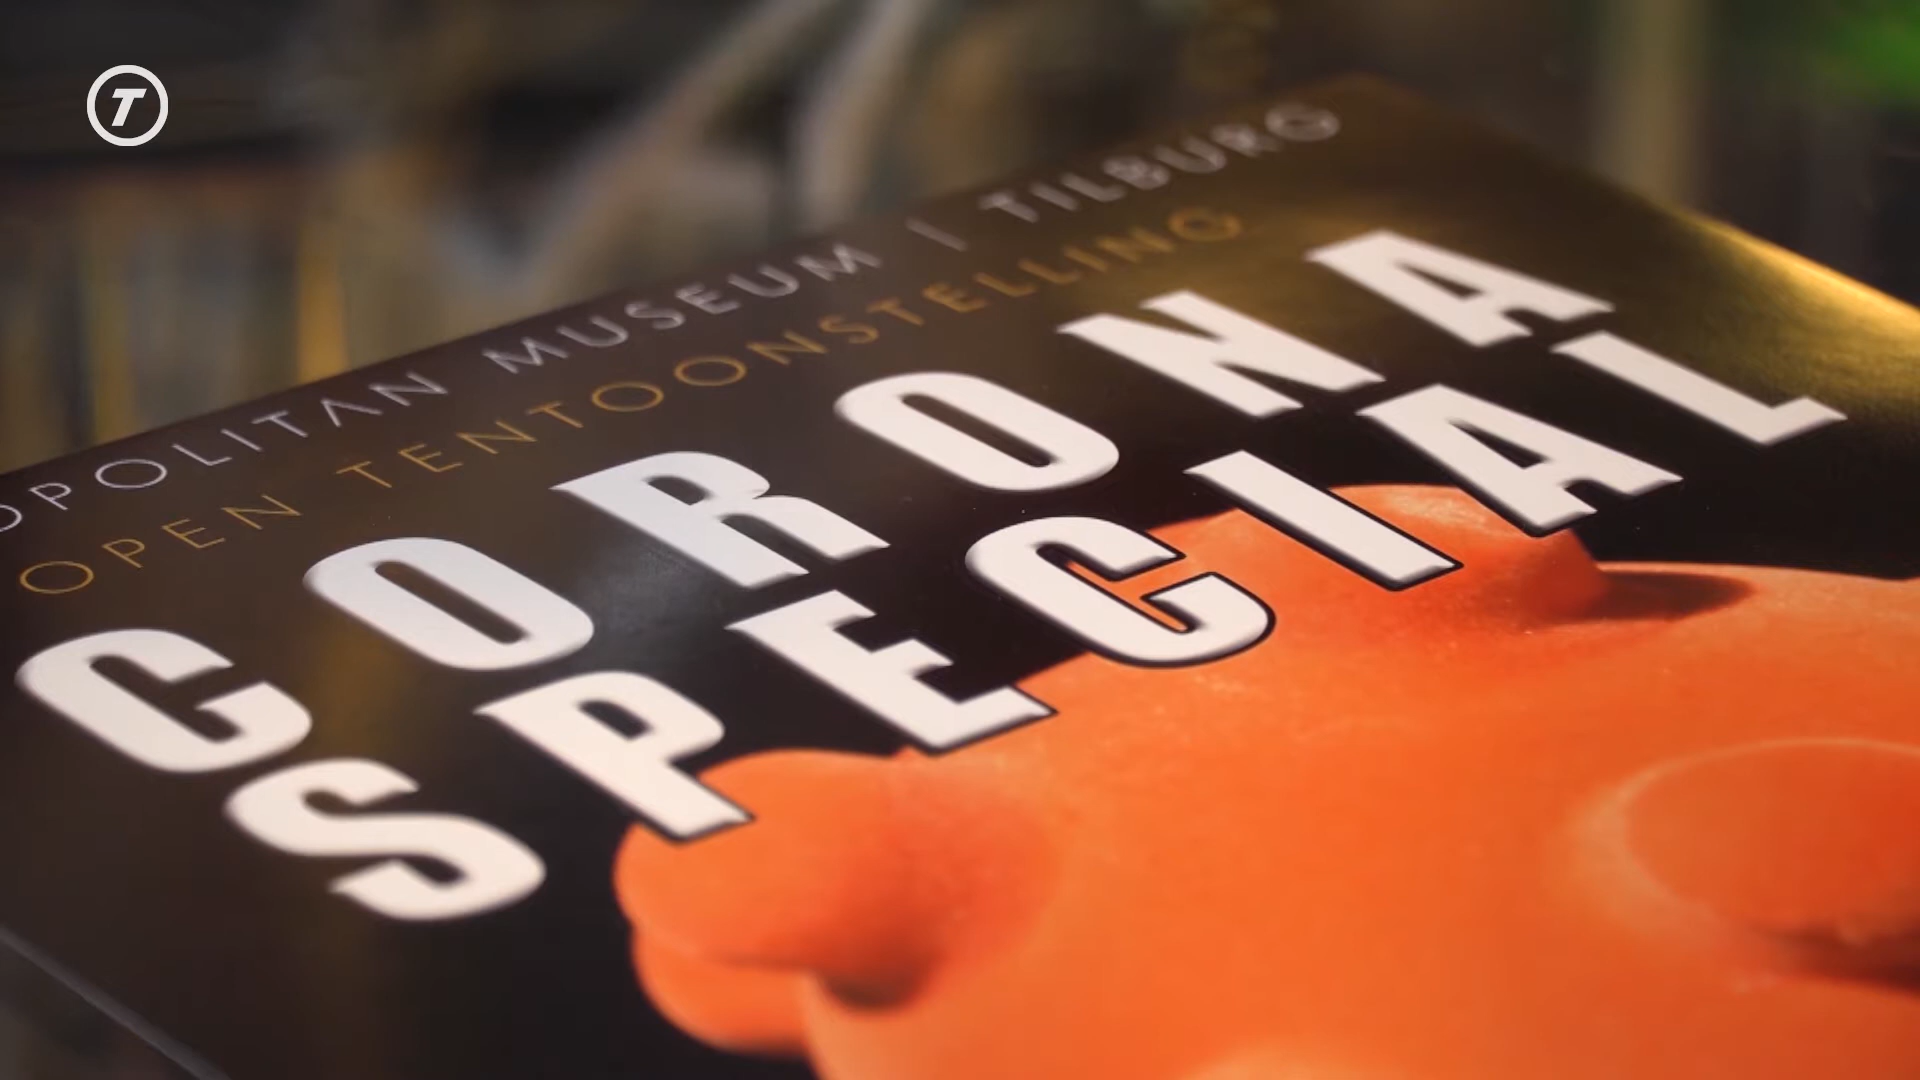 T
OPOLITAN MUSEUM | TILBURG
OPEN TENTOONSTELLING
CORONA
SPECIAL